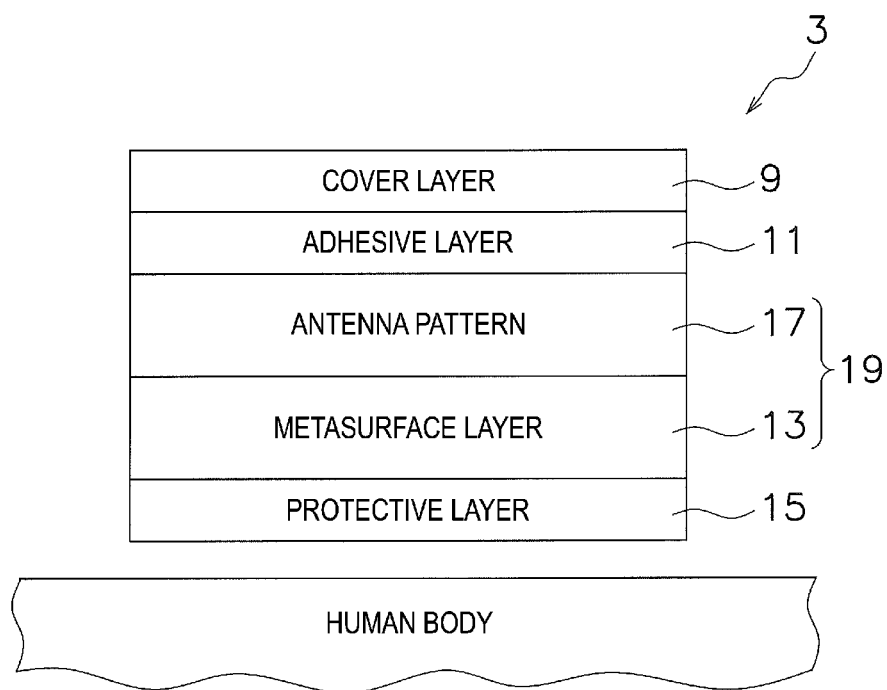 3
COVER LAYER 9
ADHESIVE LAYER 11
ANTENNA PATTERN 17
19
METASURFACE LAYER 13
PROTECTIVE LAYER 15
HUMAN BODY